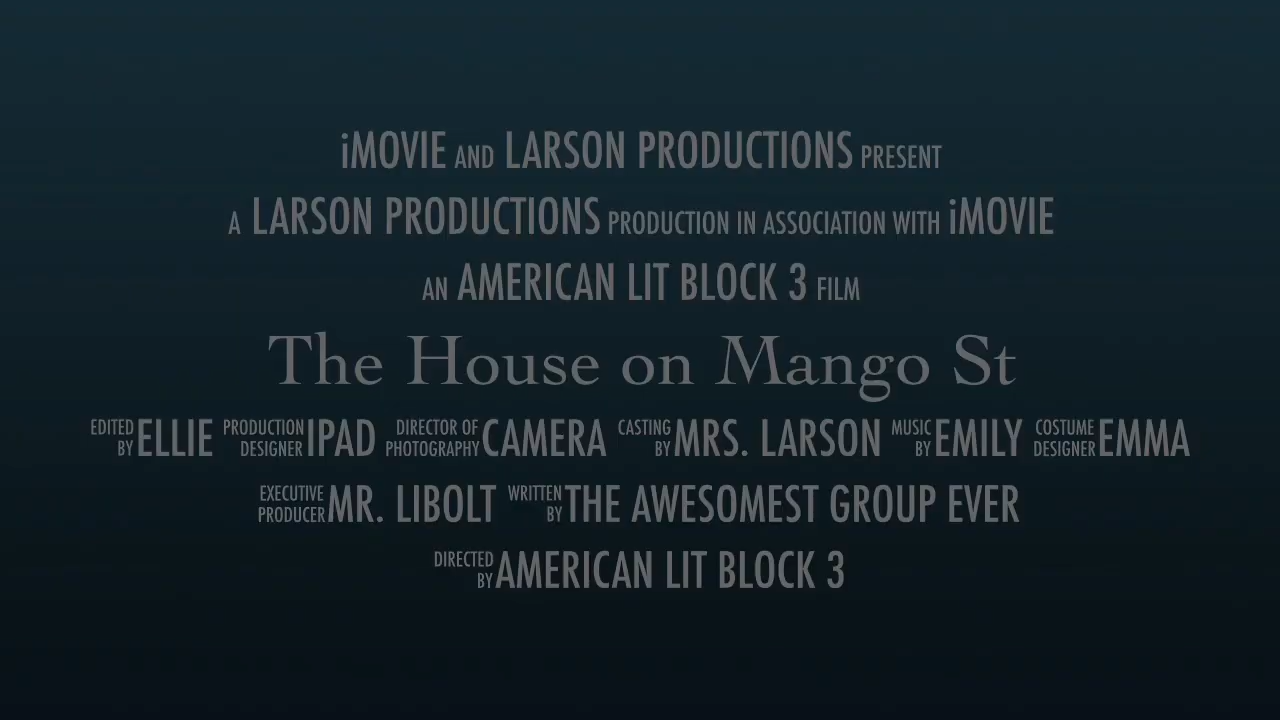 iMOVIE AND LARSON PRODUCTIONS PRESENT
A LARSON PRODUCTIONS PRODUCTION IN ASSOCIATION WITH iMOVIE
AN AMERICAN LIT BLOCK 3 FILM
The House on Mango St
EDITED BY ELLIE PRODUCTION DESIGNER IPAD DIRECTOR OF PHOTOGRAPHY CAMERA CASTING BY MRS. LARSON MUSIC BY EMILY COSTUME DESIGNER EMMA
EXECUTIVE PRODUCER MR. LIBOLT WRITTEN BY THE AWESOMEST GROUP EVER
DIRECTED BY AMERICAN LIT BLOCK 3